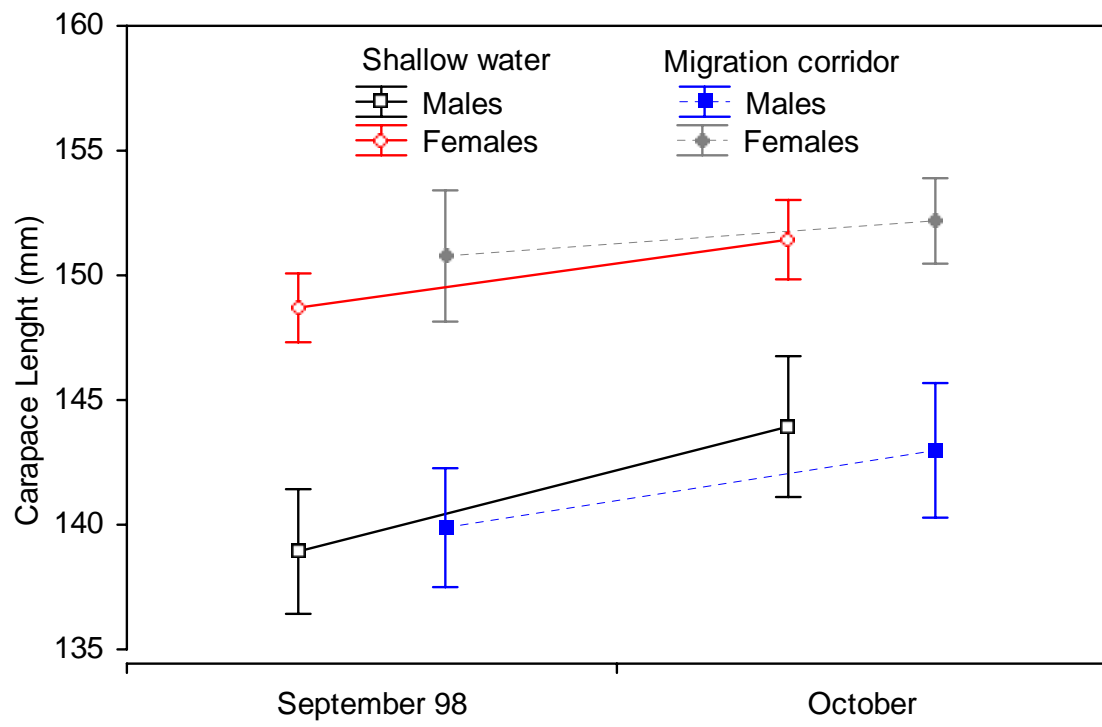 160
155
150
145
140
135
Carapace Lenght (mm)
Shallow water
Males
Females
Migration corridor
Males
Females
September 98
October